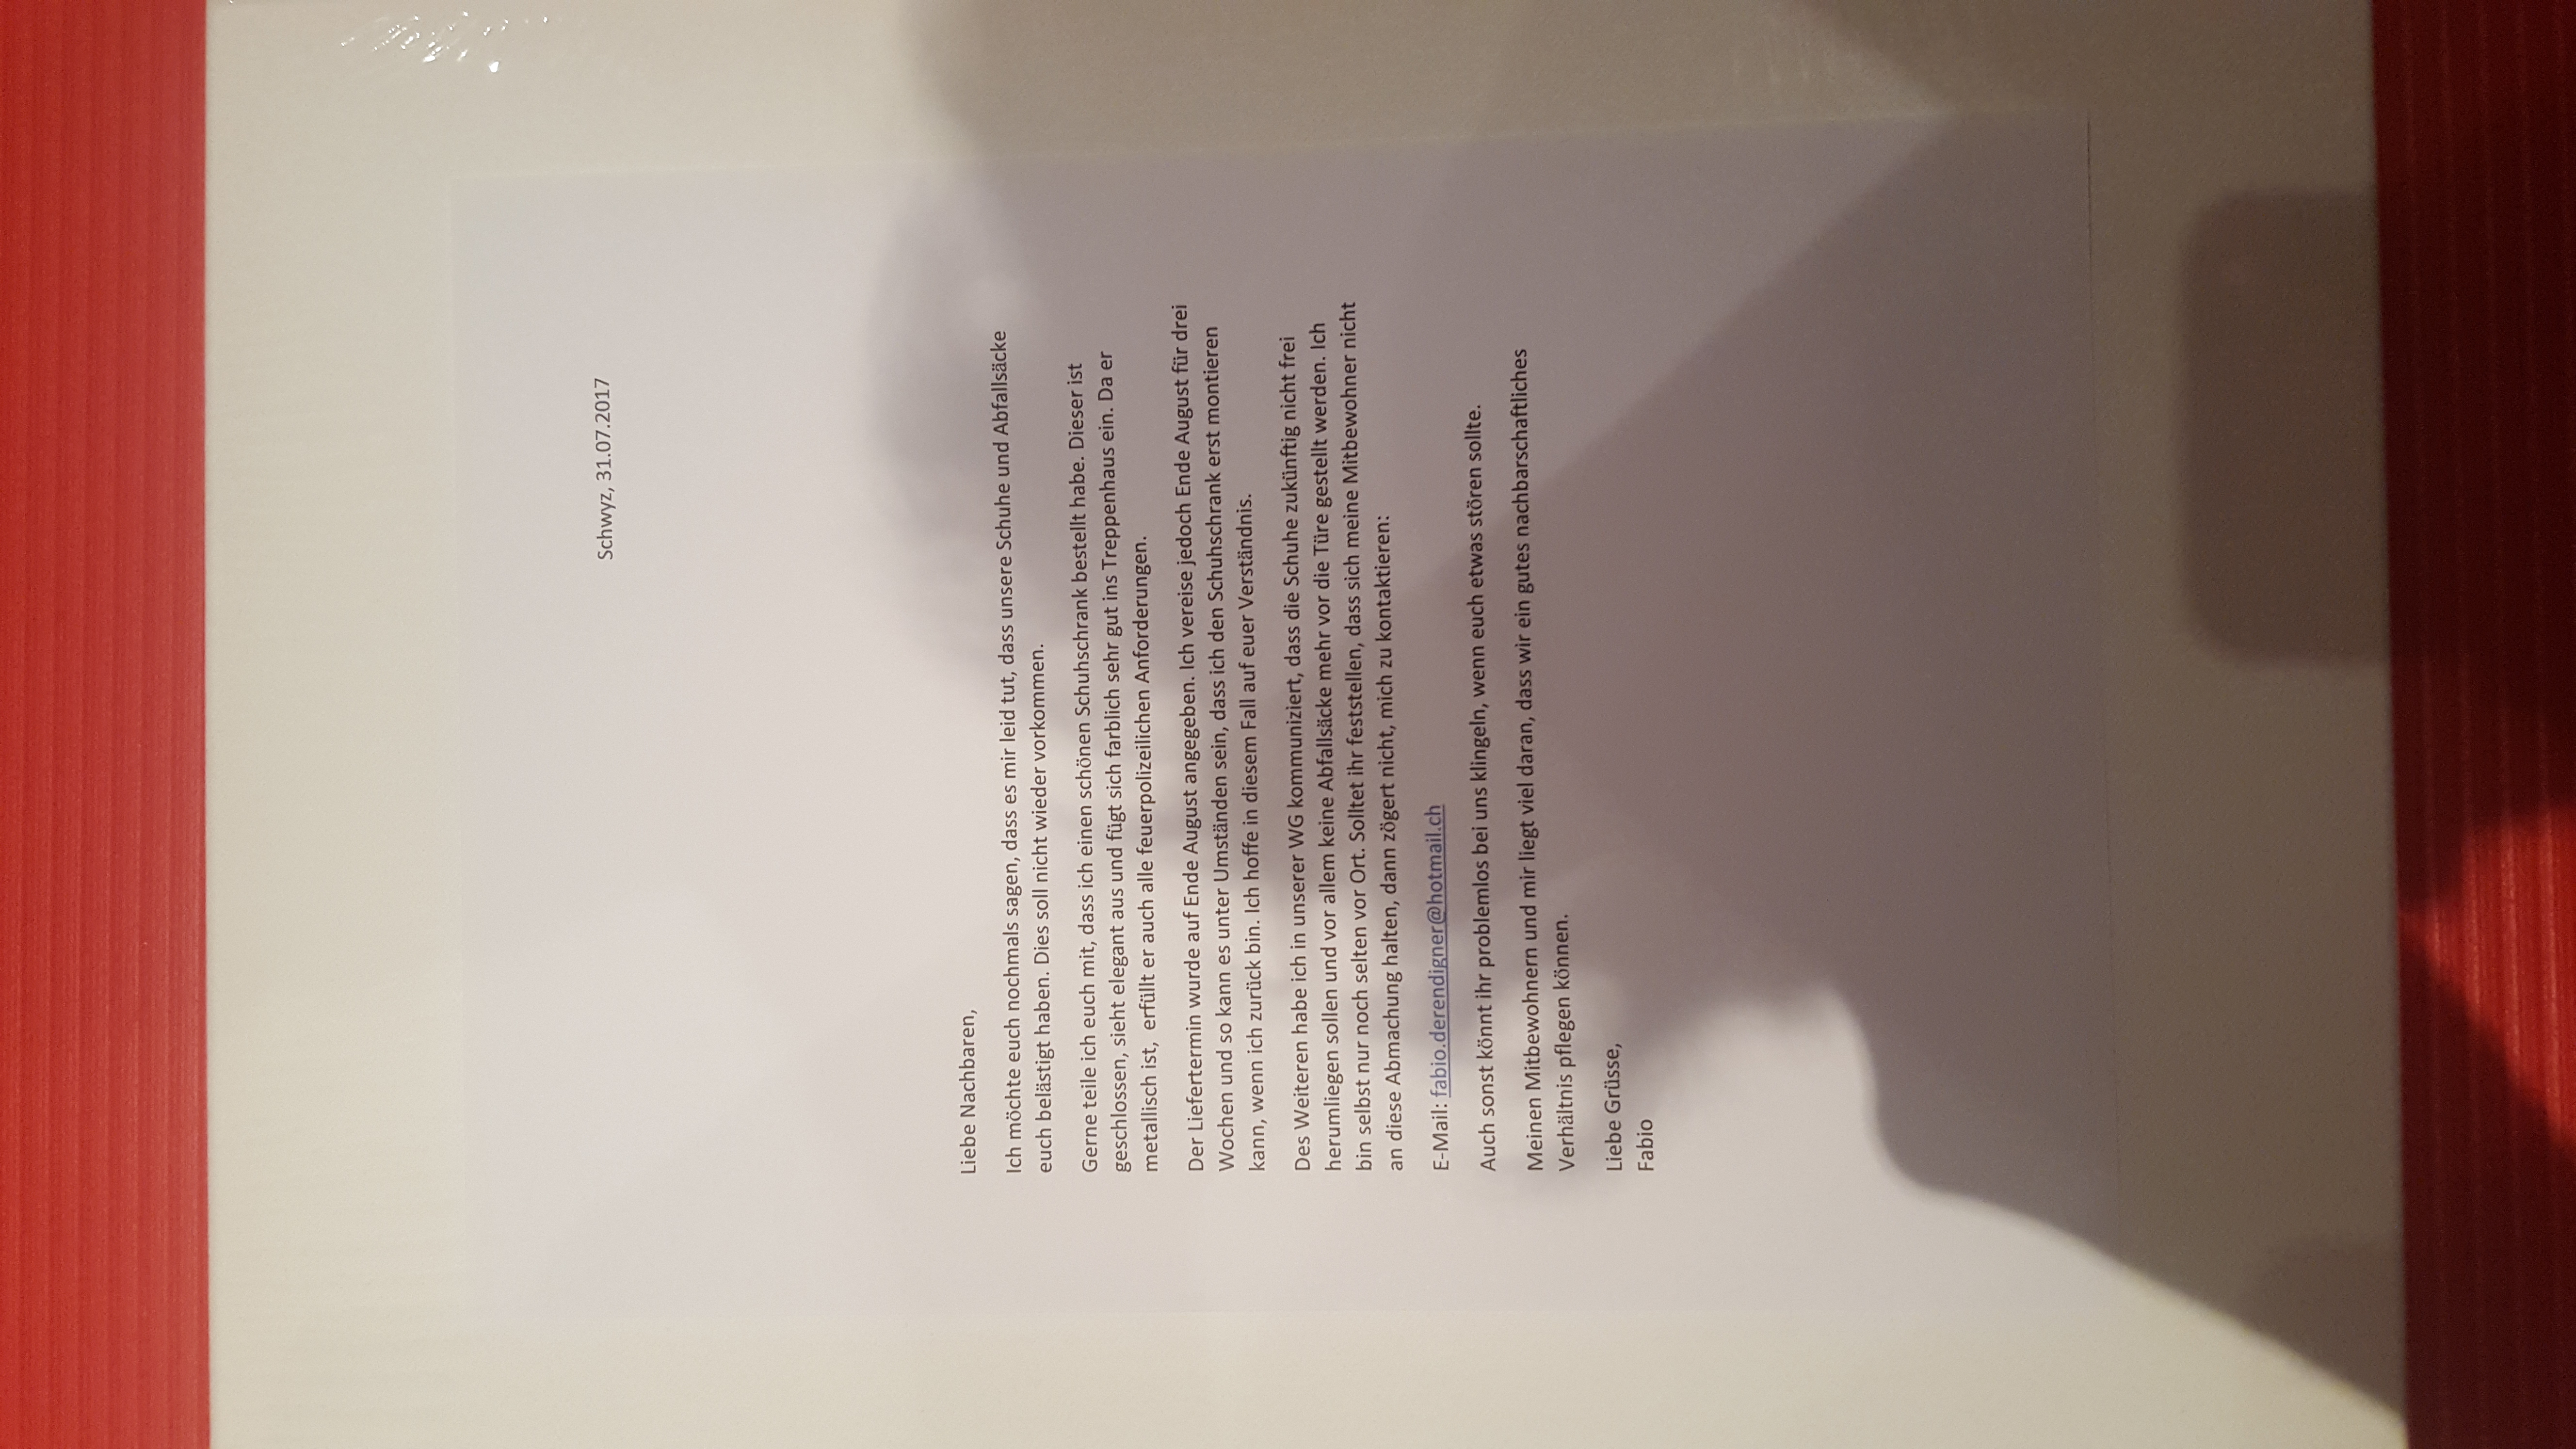 Schwyz, 31.07.2017
Liebe Nachbaren,
Ich möchte euch nochmals sagen, dass es mir leid tut, dass unsere Schuhe und Abfallsäcke
euch belästigt haben. Dies soll nicht wieder vorkommen.
Gerne teile ich euch mit, dass ich einen schönen Schuhschrank bestellt habe. Dieser ist
geschlossen, sieht elegant aus und fügt sich farblich sehr gut ins Treppenhaus ein. Da er
metallisch ist,  erfüllt er auch alle feuerpolizeilichen Anforderungen.
Der Liefertermin wurde auf Ende August angegeben. Ich vereise jedoch Ende August für drei
Wochen und so kann es unter Umständen sein, dass ich den Schuhschrank erst montieren
kann, wenn ich zurück bin. Ich hoffe in diesem Fall auf euer Verständnis.
Des Weiteren habe ich in unserer WG kommuniziert, dass die Schuhe zukünftig nicht frei
herumliegen sollen und vor allem keine Abfallsäcke mehr vor die Türe gestellt werden. Ich
bin selbst nur noch selten vor Ort. Solltet ihr feststellen, dass sich meine Mitbewohner nicht
an diese Abmachung halten, dann zögert nicht, mich zu kontaktieren:
E-Mail: fabio.derendigner@hotmail.ch
Auch sonst könnt ihr problemlos bei uns klingeln, wenn euch etwas stören sollte.
Meinen Mitbewohnern und mir liegt viel daran, dass wir ein gutes nachbarschaftliches
Verhältnis pflegen können.
Liebe Grüsse,
Fabio